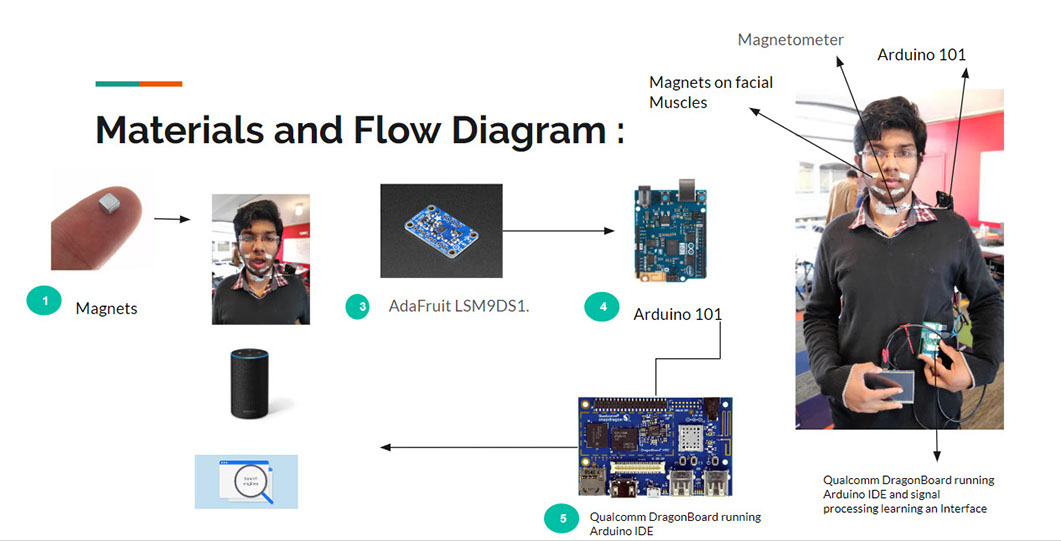 Magnetometer
Arduino 101
Magnets on facial
Muscles
Materials and Flow Diagram :
1
Magnets
3
AdaFruit LSM9DS1.
4
Arduino 101
5
Qualcomm DragonBoard running
Arduino IDE
Qualcomm DragonBoard running
Arduino IDE and signal
processing learning an Interface